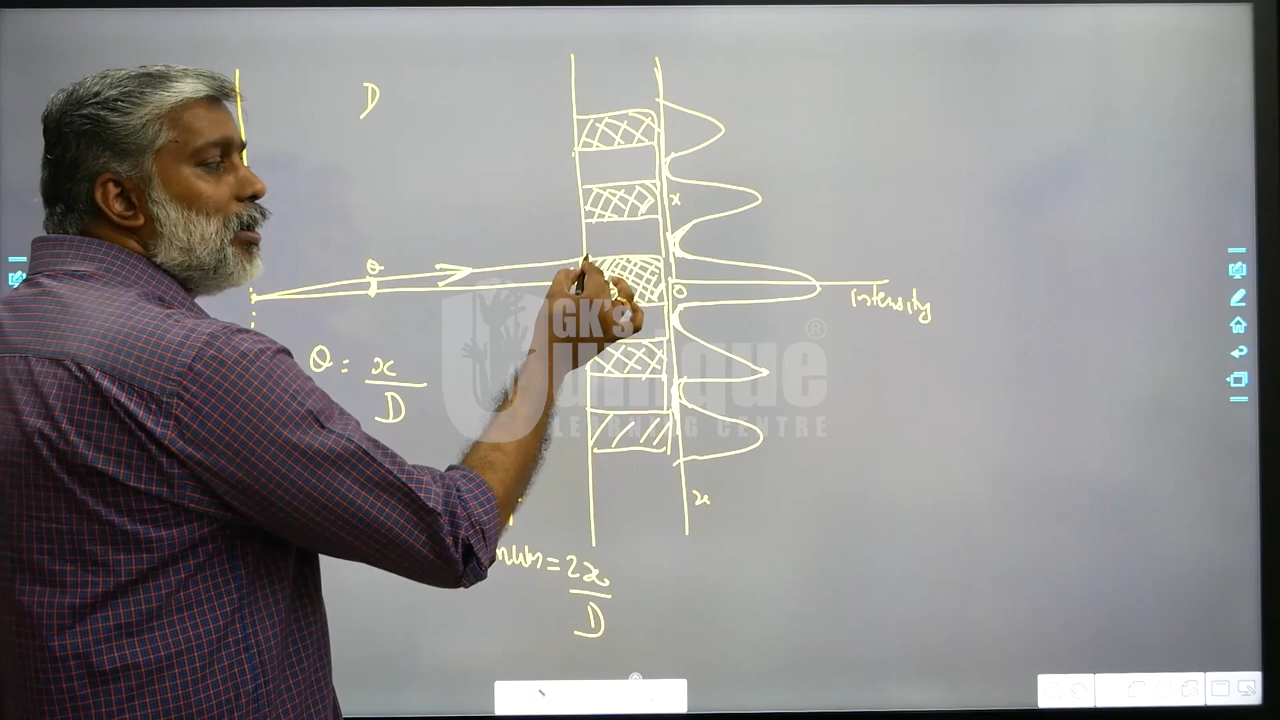 D
x
θ
O
intensity
GK's
Unique ®
LEARNING CENTRE
θ = x
D
x
= 2x
D